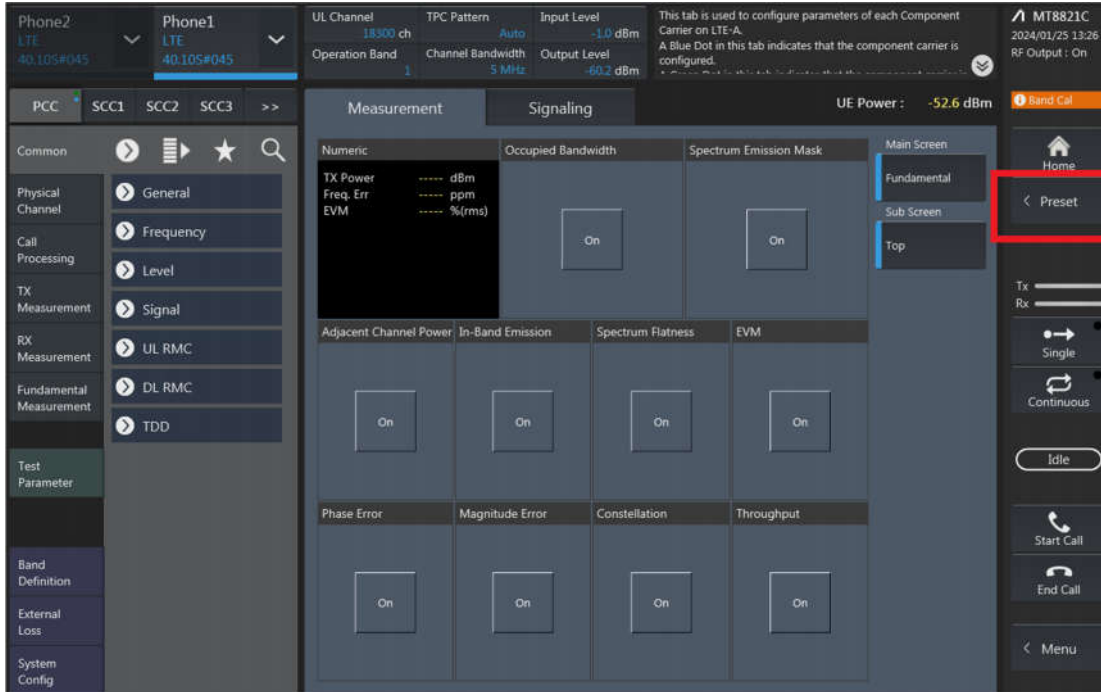 Phone2
LTE
40.10S#045
Phone1
LTE
40.10S#045
UL Channel
18300 ch
TPC Pattern
Auto
Input Level
-1.0 dBm
Operation Band
1
Channel Bandwidth
5 MHz
Output Level
-60.2 dBm
This tab is used to configure parameters of each Component
Carrier on LTE-A.
A Blue Dot in this tab indicates that the component carrier is
configured.
MT8821C
2024/01/25 13:26
RF Output : On
PCC
SCC1
SCC2
SCC3
>>
Measurement
Signaling
UE Power : -52.6 dBm
Band Cal
Common
Physical
Channel
Call
Processing
TX
Measurement
RX
Measurement
Fundamental
Measurement
Test
Parameter
Band
Definition
External
Loss
System
Config
General
Frequency
Level
Signal
UL RMC
DL RMC
TDD
Numeric
TX Power ----- dBm
Freq. Err ----- ppm
EVM ----- %(rms)
Occupied Bandwidth
On
Spectrum Emission Mask
On
Main Screen
Fundamental
Sub Screen
Top
Adjacent Channel Power
On
In-Band Emission
On
Spectrum Flatness
On
EVM
On
Phase Error
On
Magnitude Error
On
Constellation
On
Throughput
On
Home
< Preset
Tx
Rx
Single
Continuous
Idle
Start Call
End Call
< Menu